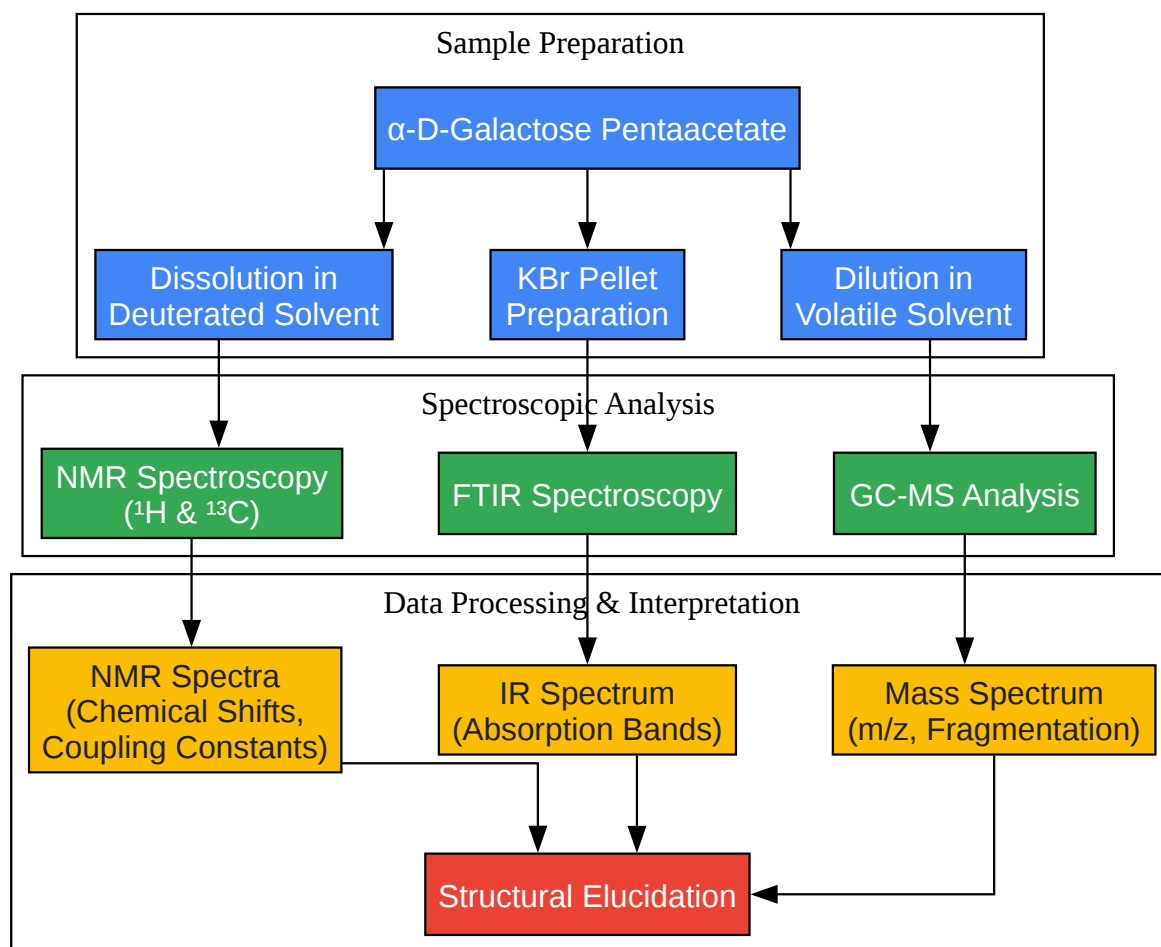 Sample Preparation
α-D-Galactose Pentaacetate
Dissolution in
Deuterated Solvent
KBr Pellet
Preparation
Dilution in
Volatile Solvent
Spectroscopic Analysis
NMR Spectroscopy
(¹H & ¹³C)
FTIR Spectroscopy
GC-MS Analysis
Data Processing & Interpretation
NMR Spectra
(Chemical Shifts,
Coupling Constants)
IR Spectrum
(Absorption Bands)
Mass Spectrum
(m/z, Fragmentation)
Structural Elucidation